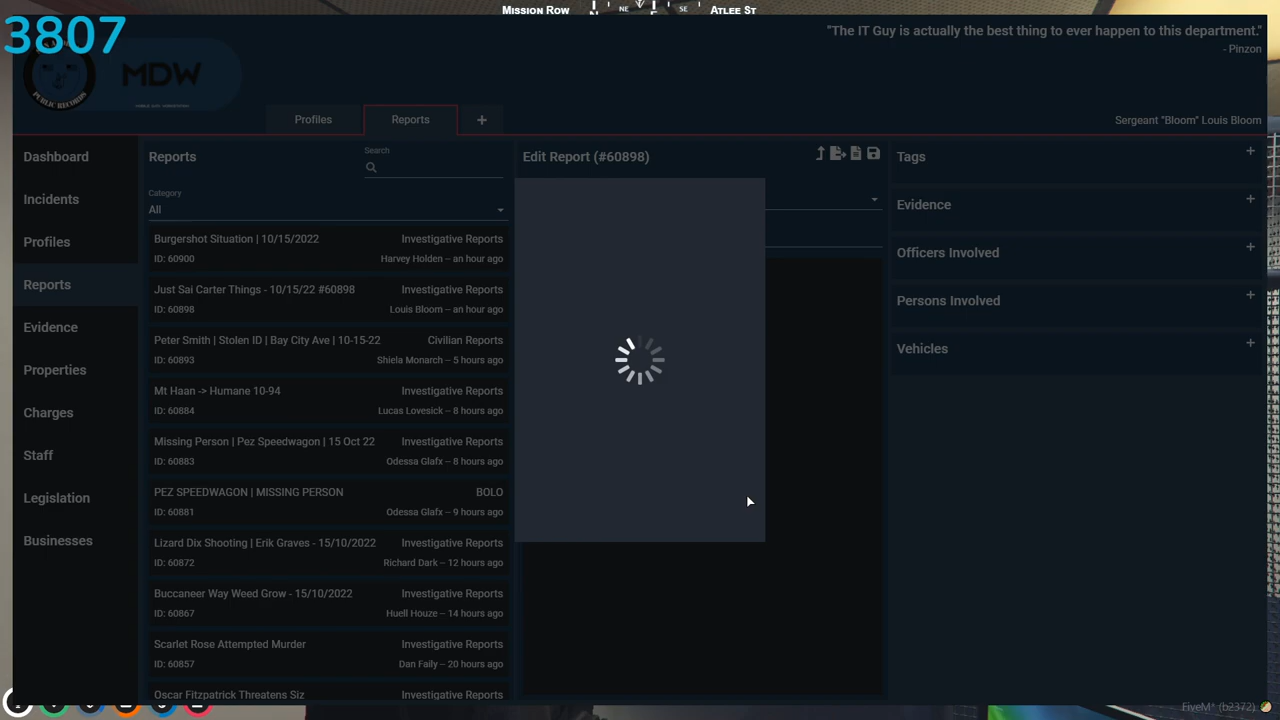 Mission Row
N
NE
E
SE
Atlee St
3807
"The IT Guy is actually the best thing to ever happen to this department."
- Pinzon
PUBLIC RECORDS
MDW
Profiles
Reports
+
Sergeant "Bloom" Louis Bloom
Dashboard
Incidents
Profiles
Reports
Evidence
Properties
Charges
Staff
Legislation
Businesses
Reports
Search
Category
All
Burgershot Situation | 10/15/2022 Investigative Reports
ID: 60900 Harvey Holden – an hour ago
Just Sai Carter Things - 10/15/22 #60898 Investigative Reports
ID: 60898 Louis Bloom – an hour ago
Peter Smith | Stolen ID | Bay City Ave | 10-15-22 Civilian Reports
ID: 60893 Shiela Monarch – 5 hours ago
Mt Haan -> Humane 10-94 Investigative Reports
ID: 60884 Lucas Lovesick – 8 hours ago
Missing Person | Pez Speedwagon | 15 Oct 22 Investigative Reports
ID: 60883 Odessa Glafx – 8 hours ago
PEZ SPEEDWAGON | MISSING PERSON BOLO
ID: 60881 Odessa Glafx – 9 hours ago
Lizard Dix Shooting | Erik Graves - 15/10/2022 Investigative Reports
ID: 60872 Richard Dark – 12 hours ago
Buccaneer Way Weed Grow - 15/10/2022 Investigative Reports
ID: 60867 Huell Houze – 14 hours ago
Scarlet Rose Attempted Murder Investigative Reports
ID: 60857 Dan Faily – 20 hours ago
Oscar Fitzpatrick Threatens Siz Investigative Reports
Edit Report (#60898)
Tags +
Evidence +
Officers Involved +
Persons Involved +
Vehicles +
FiveM* (b2372)